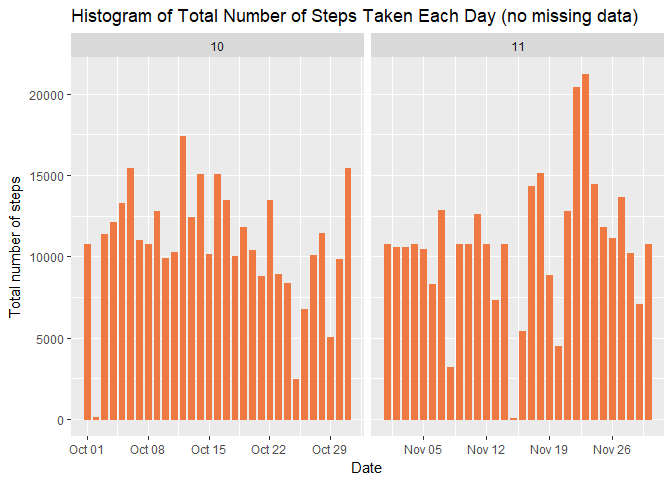 Histogram of Total Number of Steps Taken Each Day (no missing data)
10
11
Total number of steps
20000
15000
10000
5000
0
Oct 01
Oct 08
Oct 15
Oct 22
Oct 29
Nov 05
Nov 12
Nov 19
Nov 26
Date